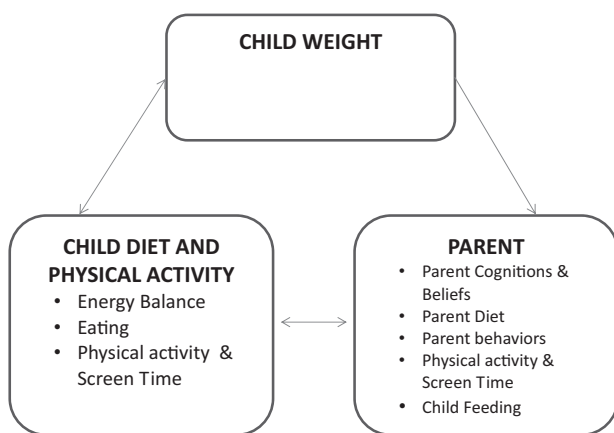 CHILD WEIGHT
CHILD DIET AND
PHYSICAL ACTIVITY
• Energy Balance
• Eating
• Physical activity &
Screen Time
PARENT
• Parent Cognitions &
Beliefs
• Parent Diet
• Parent behaviors
• Physical activity &
Screen Time
• Child Feeding